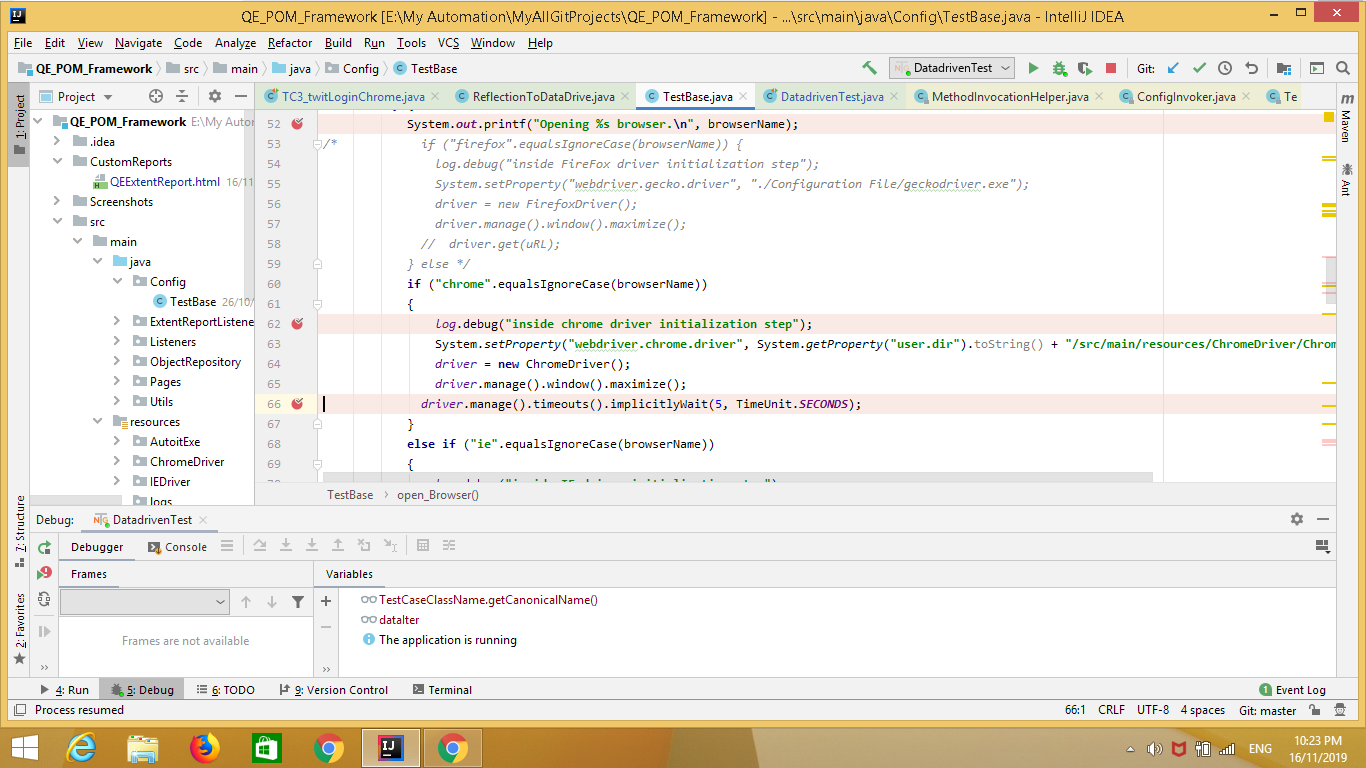 QE_POM_Framework [E:\My Automation\MyAllGitProjects\QE_POM_Framework] - ...\src\main\java\Config\TestBase.java - IntelliJ IDEA
File Edit View Navigate Code Analyze Refactor Build Run Tools VCS Window Help
QE_POM_Framework src main java Config TestBase DatadrivenTest Git:
1: Project
Project
TC3_twitLoginChrome.java ReflectionToDataDrive.java TestBase.java DatadrivenTest.java MethodInvocationHelper.java ConfigInvoker.java Te
QE_POM_Framework E:\My Autor
.idea
CustomReports
QEExtentReport.html 16/11
Screenshots
src
main
java
Config
TestBase 26/10/
ExtentReportListene
Listeners
ObjectRepository
Pages
Utils
resources
AutoitExe
ChromeDriver
IEDriver
logs
52 System.out.printf("Opening %s browser.\n", browserName);
53 /* if ("firefox".equalsIgnoreCase(browserName)) {
54 log.debug("inside FireFox driver initialization step");
55 System.setProperty("webdriver.gecko.driver", "./Configuration File/geckodriver.exe");
56 driver = new FirefoxDriver();
57 driver.manage().window().maximize();
58 // driver.get(uRL);
59 } else */
60 if ("chrome".equalsIgnoreCase(browserName))
61 {
62 log.debug("inside chrome driver initialization step");
63 System.setProperty("webdriver.chrome.driver", System.getProperty("user.dir").toString() + "/src/main/resources/ChromeDriver/Chrom
64 driver = new ChromeDriver();
65 driver.manage().window().maximize();
66 driver.manage().timeouts().implicitlyWait(5, TimeUnit.SECONDS);
67 }
68 else if ("ie".equalsIgnoreCase(browserName))
69 {
TestBase open_Browser()
m Maven
Ant
7: Structure
2: Favorites
Debug: DatadrivenTest
Debugger Console
Frames
Variables
9
Frames are not available
TestCaseClassName.getCanonicalName()
dataIter
The application is running
4: Run 5: Debug 6: TODO 9: Version Control Terminal 1 Event Log
Process resumed 66:1 CRLF UTF-8 4 spaces Git: master
ENG
10:23 PM
16/11/2019